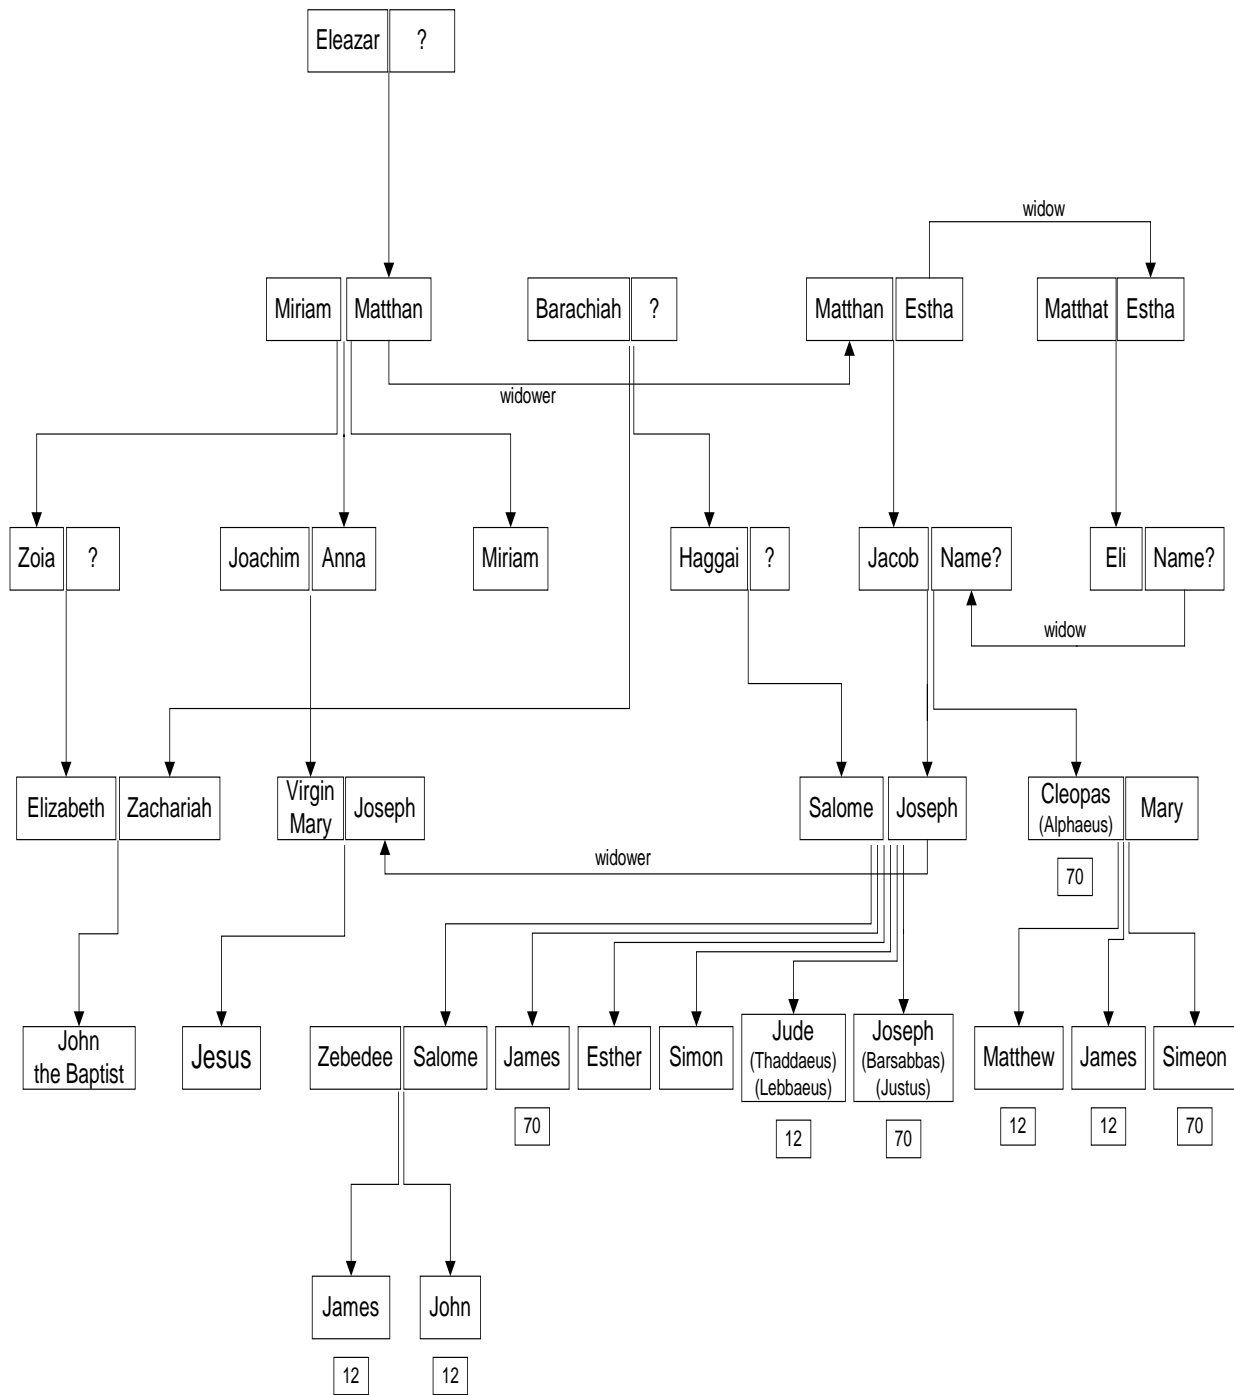 Eleazar ?
widow
Miriam Matthan Barachiah ? Matthan Estha Matthat Estha
widower
Zoia ? Joachim Anna Miriam Haggai ? Jacob Name? Eli Name?
widow
Elizabeth Zachariah Virgin Mary Joseph Salome Joseph Cleopas (Alphaeus) Mary
widower
70
John the Baptist Jesus Zebedee Salome James Esther Simon Jude (Thaddaeus) (Lebbaeus) Joseph (Barsabbas) (Justus) Matthew James Simeon
70 12 70 12 12 70
James John
12 12